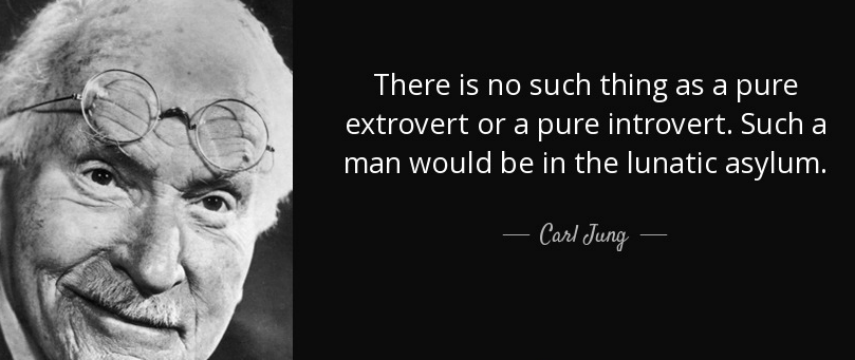 There is no such thing as a pure
extrovert or a pure introvert. Such a
man would be in the lunatic asylum.
Carl Jung